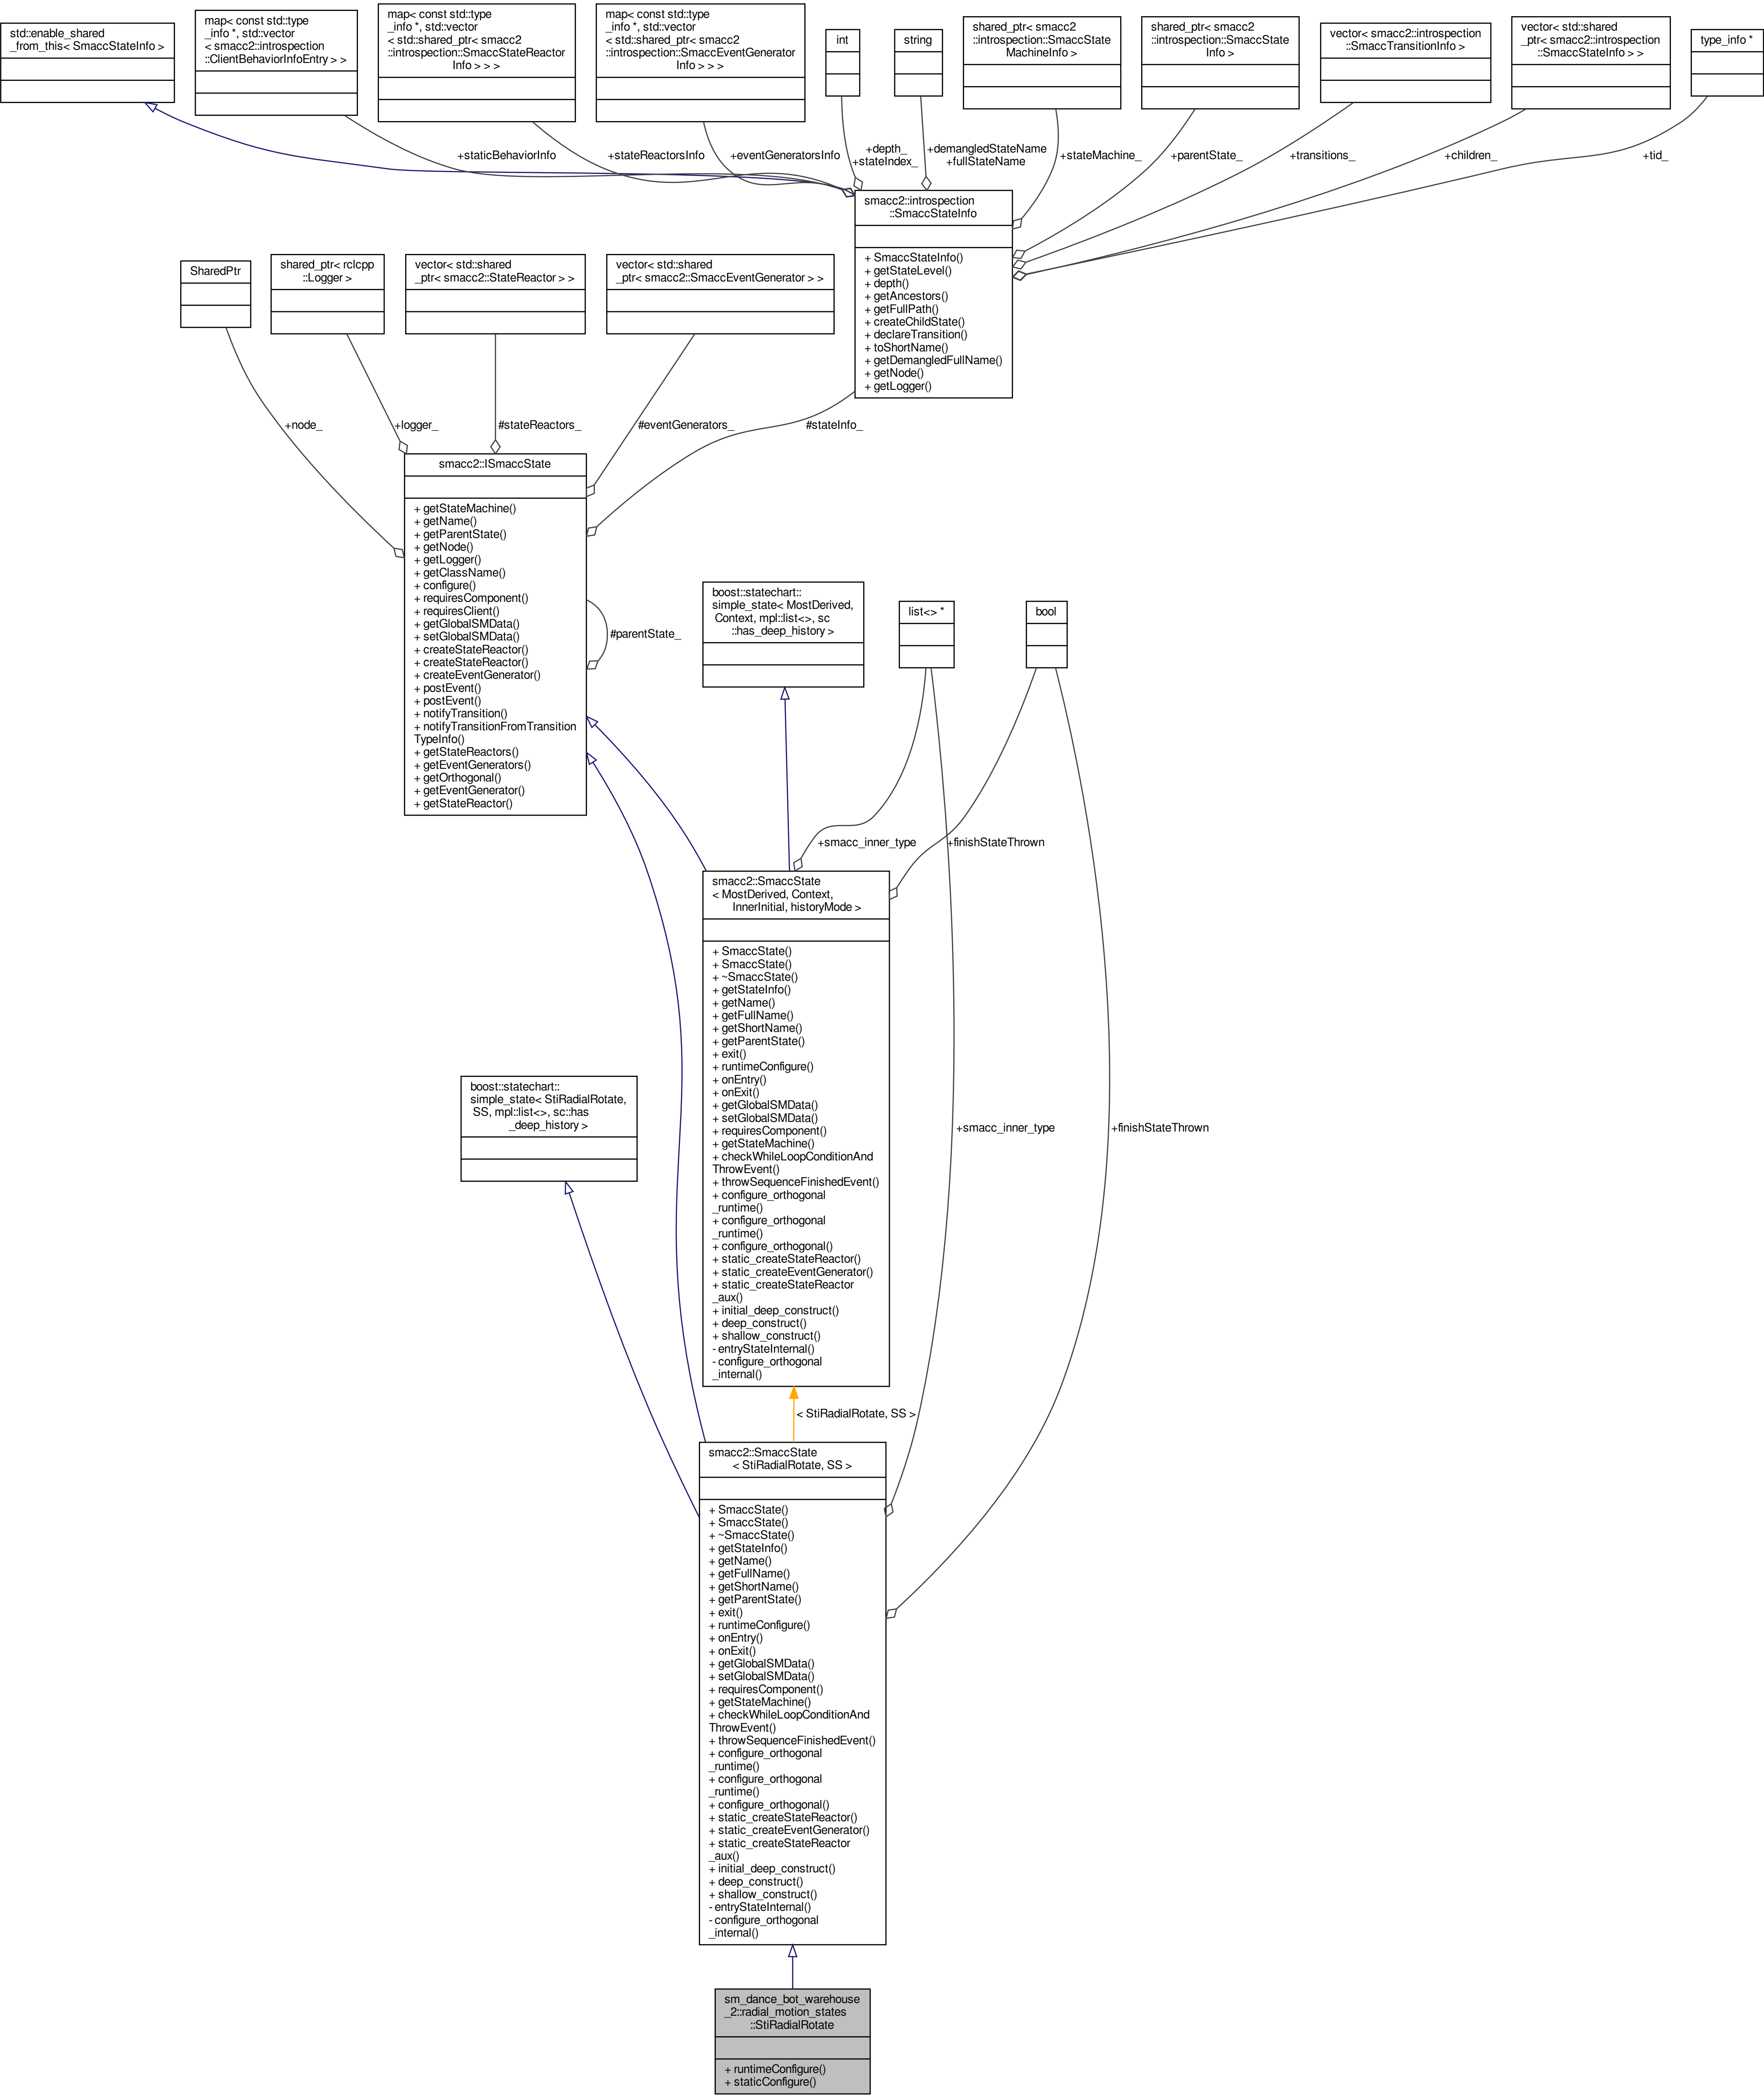 std::enable_shared
_from_this< SmaccStateInfo >
map< const std::type
_info *, std::vector
< smacc2::introspection
::ClientBehaviorInfoEntry > >
map< const std::type
_info *, std::vector
< std::shared_ptr< smacc2
::introspection::SmaccStateReactor
Info > > >
map< const std::type
_info *, std::vector
< std::shared_ptr< smacc2
::introspection::SmaccEventGenerator
Info > > >
int
string
shared_ptr< smacc2
::introspection::SmaccState
MachineInfo >
shared_ptr< smacc2
::introspection::SmaccState
Info >
vector< smacc2::introspection
::SmaccTransitionInfo >
vector< std::shared
_ptr< smacc2::introspection
::SmaccStateInfo > >
type_info *
+staticBehaviorInfo
+stateReactorsInfo
+eventGeneratorsInfo
+depth_
+stateIndex_
+demangledStateName
+fullStateName
+stateMachine_
+parentState_
+transitions_
+children_
+tid_
smacc2::introspection
::SmaccStateInfo
+ SmaccStateInfo()
+ getStateLevel()
+ depth()
+ getAncestors()
+ getFullPath()
+ createChildState()
+ declareTransition()
+ toShortName()
+ getDemangledFullName()
+ getNode()
+ getLogger()
SharedPtr
shared_ptr< rclcpp
::Logger >
vector< std::shared
_ptr< smacc2::StateReactor > >
vector< std::shared
_ptr< smacc2::SmaccEventGenerator > >
+node_
+logger_
#stateReactors_
#eventGenerators_
#stateInfo_
smacc2::ISmaccState
+ getStateMachine()
+ getName()
+ getParentState()
+ getNode()
+ getLogger()
+ getClassName()
+ configure()
+ requiresComponent()
+ requiresClient()
+ getGlobalSMData()
+ setGlobalSMData()
+ createStateReactor()
+ createStateReactor()
+ createEventGenerator()
+ postEvent()
+ postEvent()
+ notifyTransition()
+ notifyTransitionFromTransition
TypeInfo()
+ getStateReactors()
+ getEventGenerators()
+ getOrthogonal()
+ getEventGenerator()
+ getStateReactor()
#parentState_
boost::statechart::
simple_state< MostDerived,
Context, mpl::list<>, sc
::has_deep_history >
list<> *
bool
+smacc_inner_type
+finishStateThrown
smacc2::SmaccState
< MostDerived, Context,
InnerInitial, historyMode >
+ SmaccState()
+ SmaccState()
+ ~SmaccState()
+ getStateInfo()
+ getName()
+ getFullName()
+ getShortName()
+ getParentState()
+ exit()
+ runtimeConfigure()
+ onEntry()
+ onExit()
+ getGlobalSMData()
+ setGlobalSMData()
+ requiresComponent()
+ getStateMachine()
+ checkWhileLoopConditionAnd
ThrowEvent()
+ throwSequenceFinishedEvent()
+ configure_orthogonal
_runtime()
+ configure_orthogonal
_runtime()
+ configure_orthogonal()
+ static_createStateReactor()
+ static_createEventGenerator()
+ static_createStateReactor
_aux()
+ initial_deep_construct()
+ deep_construct()
+ shallow_construct()
- entryStateInternal()
- configure_orthogonal
_internal()
boost::statechart::
simple_state< StiRadialRotate,
SS, mpl::list<>, sc::has
_deep_history >
+smacc_inner_type
+finishStateThrown
< StiRadialRotate, SS >
smacc2::SmaccState
< StiRadialRotate, SS >
+ SmaccState()
+ SmaccState()
+ ~SmaccState()
+ getStateInfo()
+ getName()
+ getFullName()
+ getShortName()
+ getParentState()
+ exit()
+ runtimeConfigure()
+ onEntry()
+ onExit()
+ getGlobalSMData()
+ setGlobalSMData()
+ requiresComponent()
+ getStateMachine()
+ checkWhileLoopConditionAnd
ThrowEvent()
+ throwSequenceFinishedEvent()
+ configure_orthogonal
_runtime()
+ configure_orthogonal
_runtime()
+ configure_orthogonal()
+ static_createStateReactor()
+ static_createEventGenerator()
+ static_createStateReactor
_aux()
+ initial_deep_construct()
+ deep_construct()
+ shallow_construct()
- entryStateInternal()
- configure_orthogonal
_internal()
sm_dance_bot_warehouse
_2::radial_motion_states
::StiRadialRotate
+ runtimeConfigure()
+ staticConfigure()